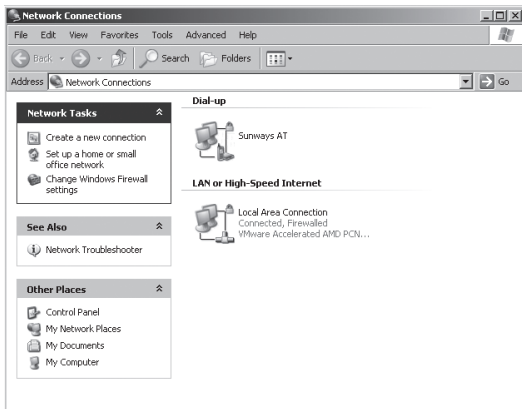 Network Connections
File Edit View Favorites Tools Advanced Help
Back Search Folders
Address Network Connections Go
Network Tasks
Create a new connection
Set up a home or small
office network
Change Windows Firewall
settings
See Also
Network Troubleshooter
Other Places
Control Panel
My Network Places
My Documents
My Computer
Dial-up
Sunways AT
LAN or High-Speed Internet
Local Area Connection
Connected, Firewalled
VMware Accelerated AMD PCN...